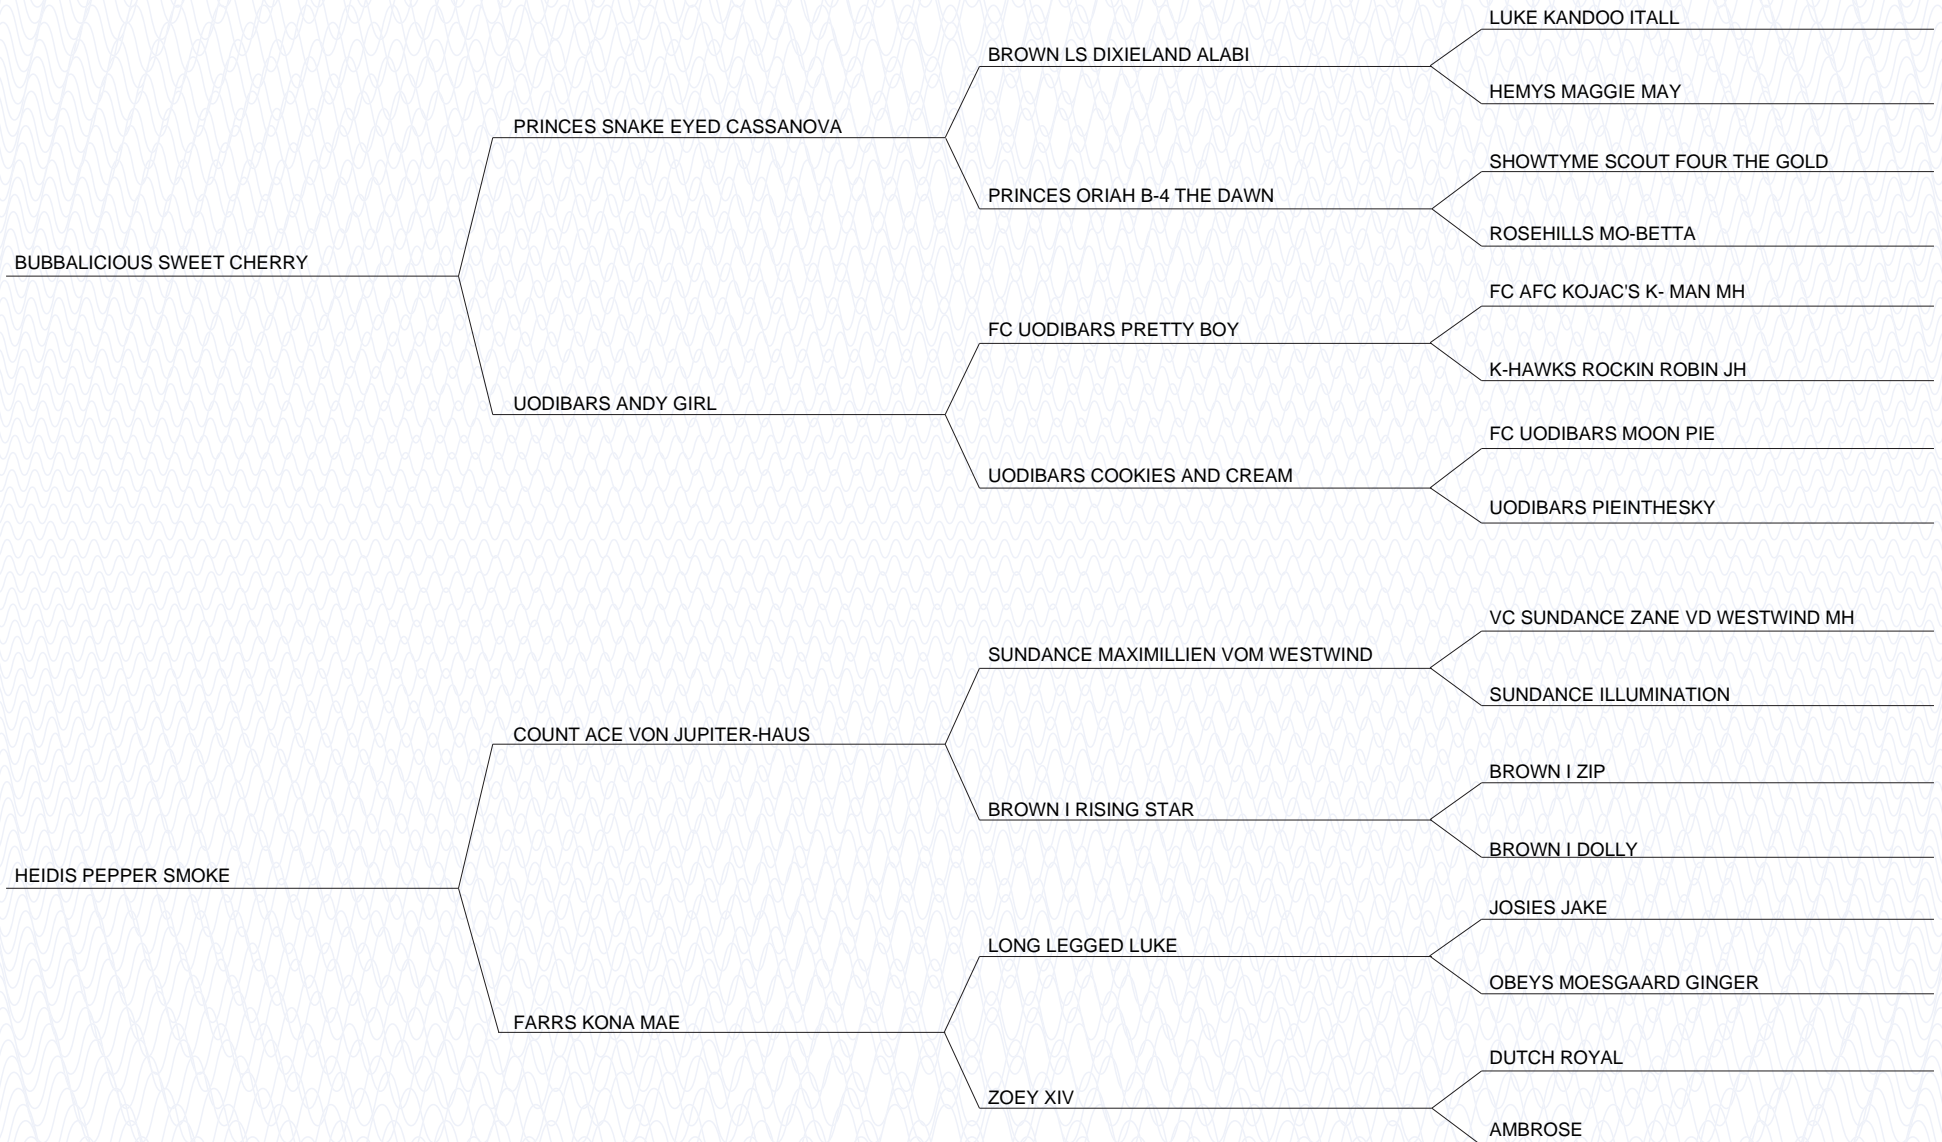 LUKE KANDOO ITALL
BROWN LS DIXIELAND ALABI
HEMYS MAGGIE MAY
PRINCES SNAKE EYED CASSANOVA
SHOWTYME SCOUT FOUR THE GOLD
PRINCES ORIAH B-4 THE DAWN
ROSEHILLS MO-BETTA
BUBBALICIOUS SWEET CHERRY
FC AFC KOJAC'S K- MAN MH
FC UODIBARS PRETTY BOY
K-HAWKS ROCKIN ROBIN JH
UODIBARS ANDY GIRL
FC UODIBARS MOON PIE
UODIBARS COOKIES AND CREAM
UODIBARS PIEINTHESKY
VC SUNDANCE ZANE VD WESTWIND MH
SUNDANCE MAXIMILLIEN VOM WESTWIND
SUNDANCE ILLUMINATION
COUNT ACE VON JUPITER-HAUS
BROWN I ZIP
BROWN I RISING STAR
BROWN I DOLLY
HEIDIS PEPPER SMOKE
JOSIES JAKE
LONG LEGGED LUKE
OBEYS MOESGAARD GINGER
FARRS KONA MAE
DUTCH ROYAL
ZOEY XIV
AMBROSE